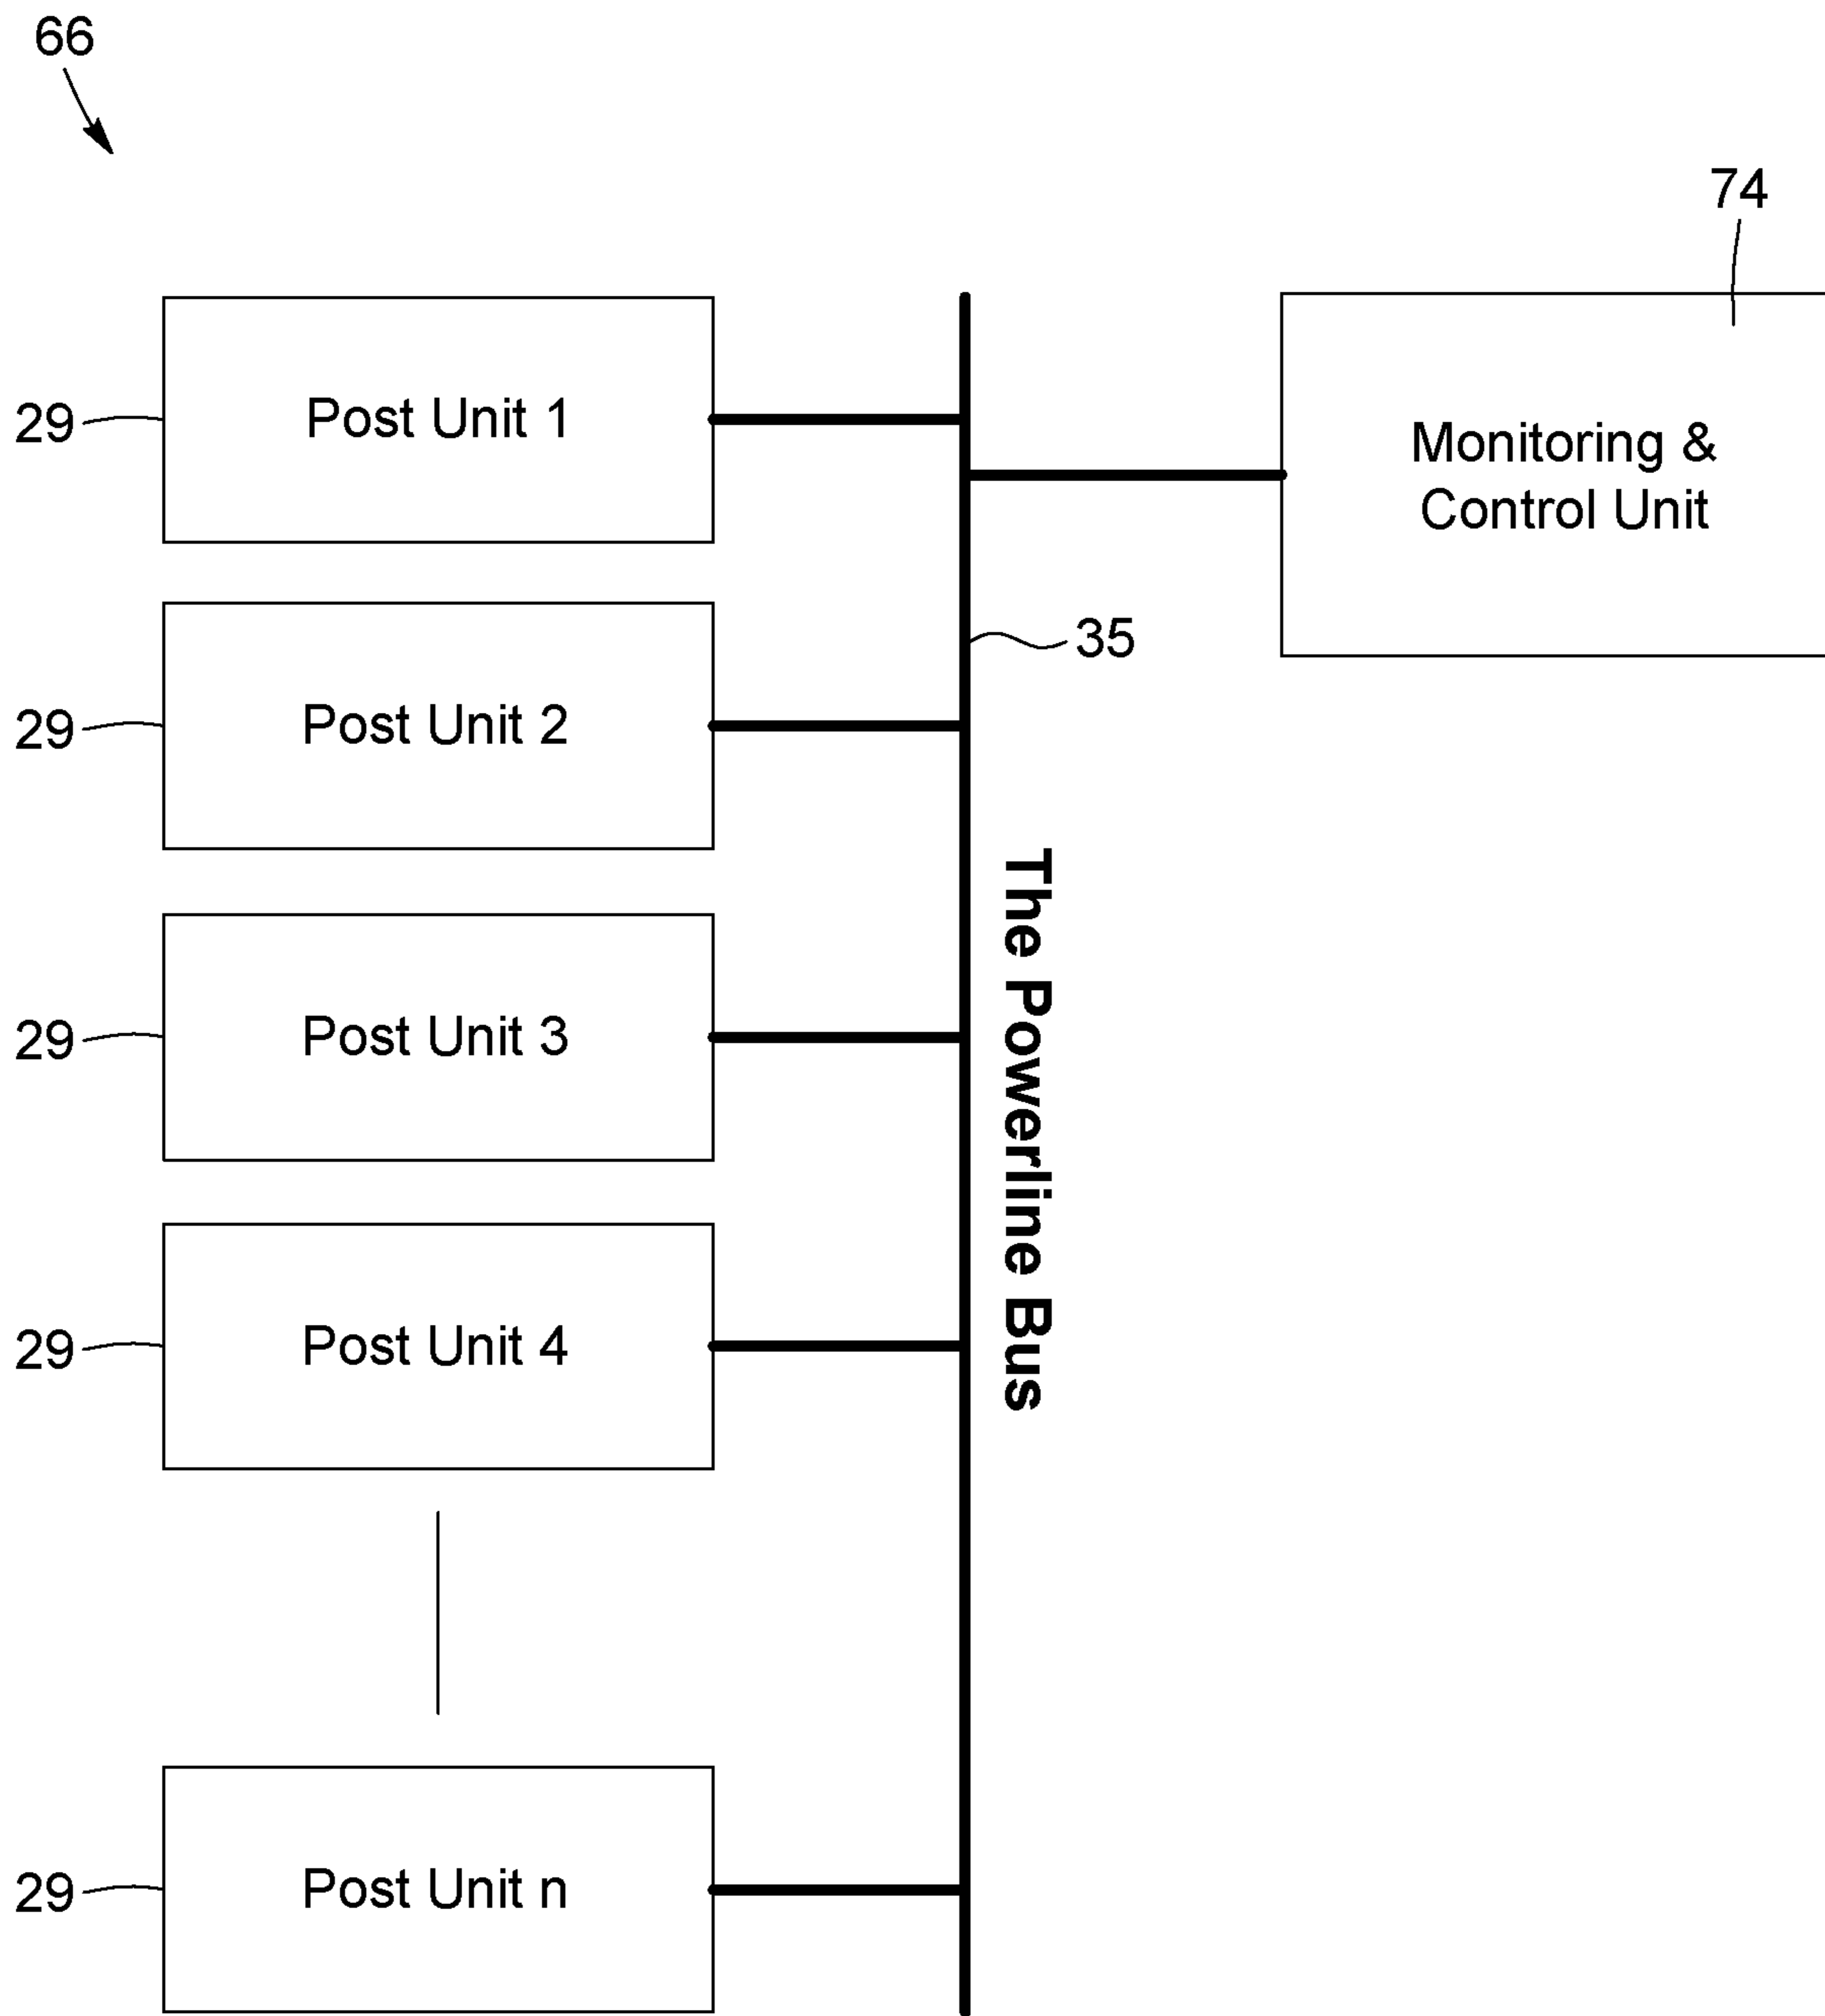 66
74
29
Post Unit 1
Monitoring &
Control Unit
35
29
Post Unit 2
The Powerline Bus
29
Post Unit 3
29
Post Unit 4
29
Post Unit n